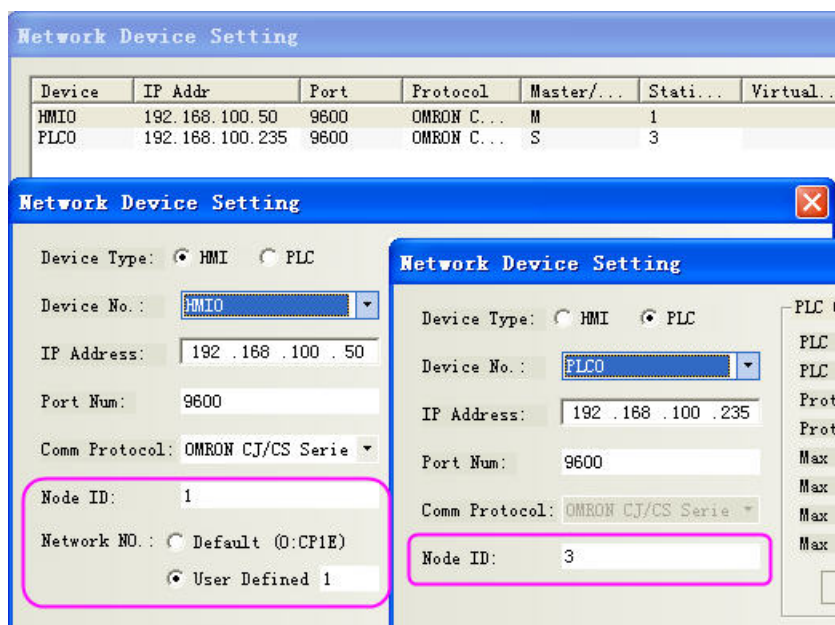 Network Device Setting
Device IP Addr Port Protocol Master/... Stati... Virtual...
HMI0 192.168.100.50 9600 OMRON C... M 1
PLC0 192.168.100.235 9600 OMRON C... S 3
Network Device Setting
Device Type: HMI PLC
Device No.: HMI0
IP Address: 192 .168 .100 . 50
Port Num: 9600
Comm Protocol: OMRON CJ/CS Serie
Node ID: 1
Network NO.: Default (0:CP1E)
User Defined 1
Network Device Setting
Device Type: HMI PLC
Device No.: PLC0
IP Address: 192 .168 .100 .235
Port Num: 9600
Comm Protocol: OMRON CJ/CS Serie
Node ID: 3
PLC
PLC
PLC
Prot
Prot
Max
Max
Max
Max